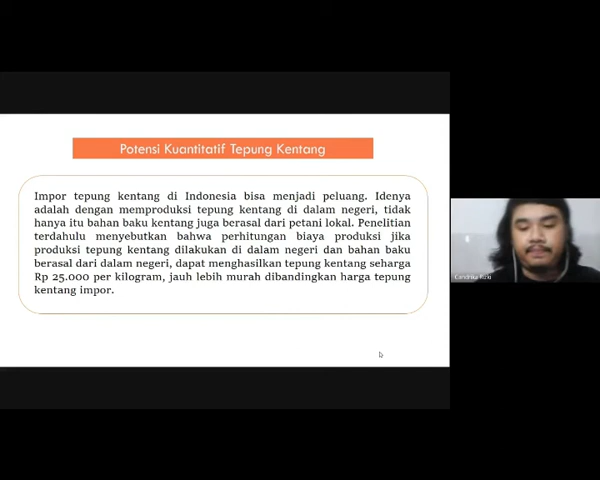 Potensi Kuantitatif Tepung Kentang
Impor tepung kentang di Indonesia bisa menjadi peluang. Idenya
adalah dengan memproduksi tepung kentang di dalam negeri, tidak
hanya itu bahan baku kentang juga berasal dari petani lokal. Penelitian
terdahulu menyebutkan bahwa perhitungan biaya produksi jika
produksi tepung kentang dilakukan di dalam negeri dan bahan baku
berasal dari dalam negeri, dapat menghasilkan tepung kentang seharga
Rp 25.000 per kilogram, jauh lebih murah dibandingkan harga tepung
kentang impor.
Candrika